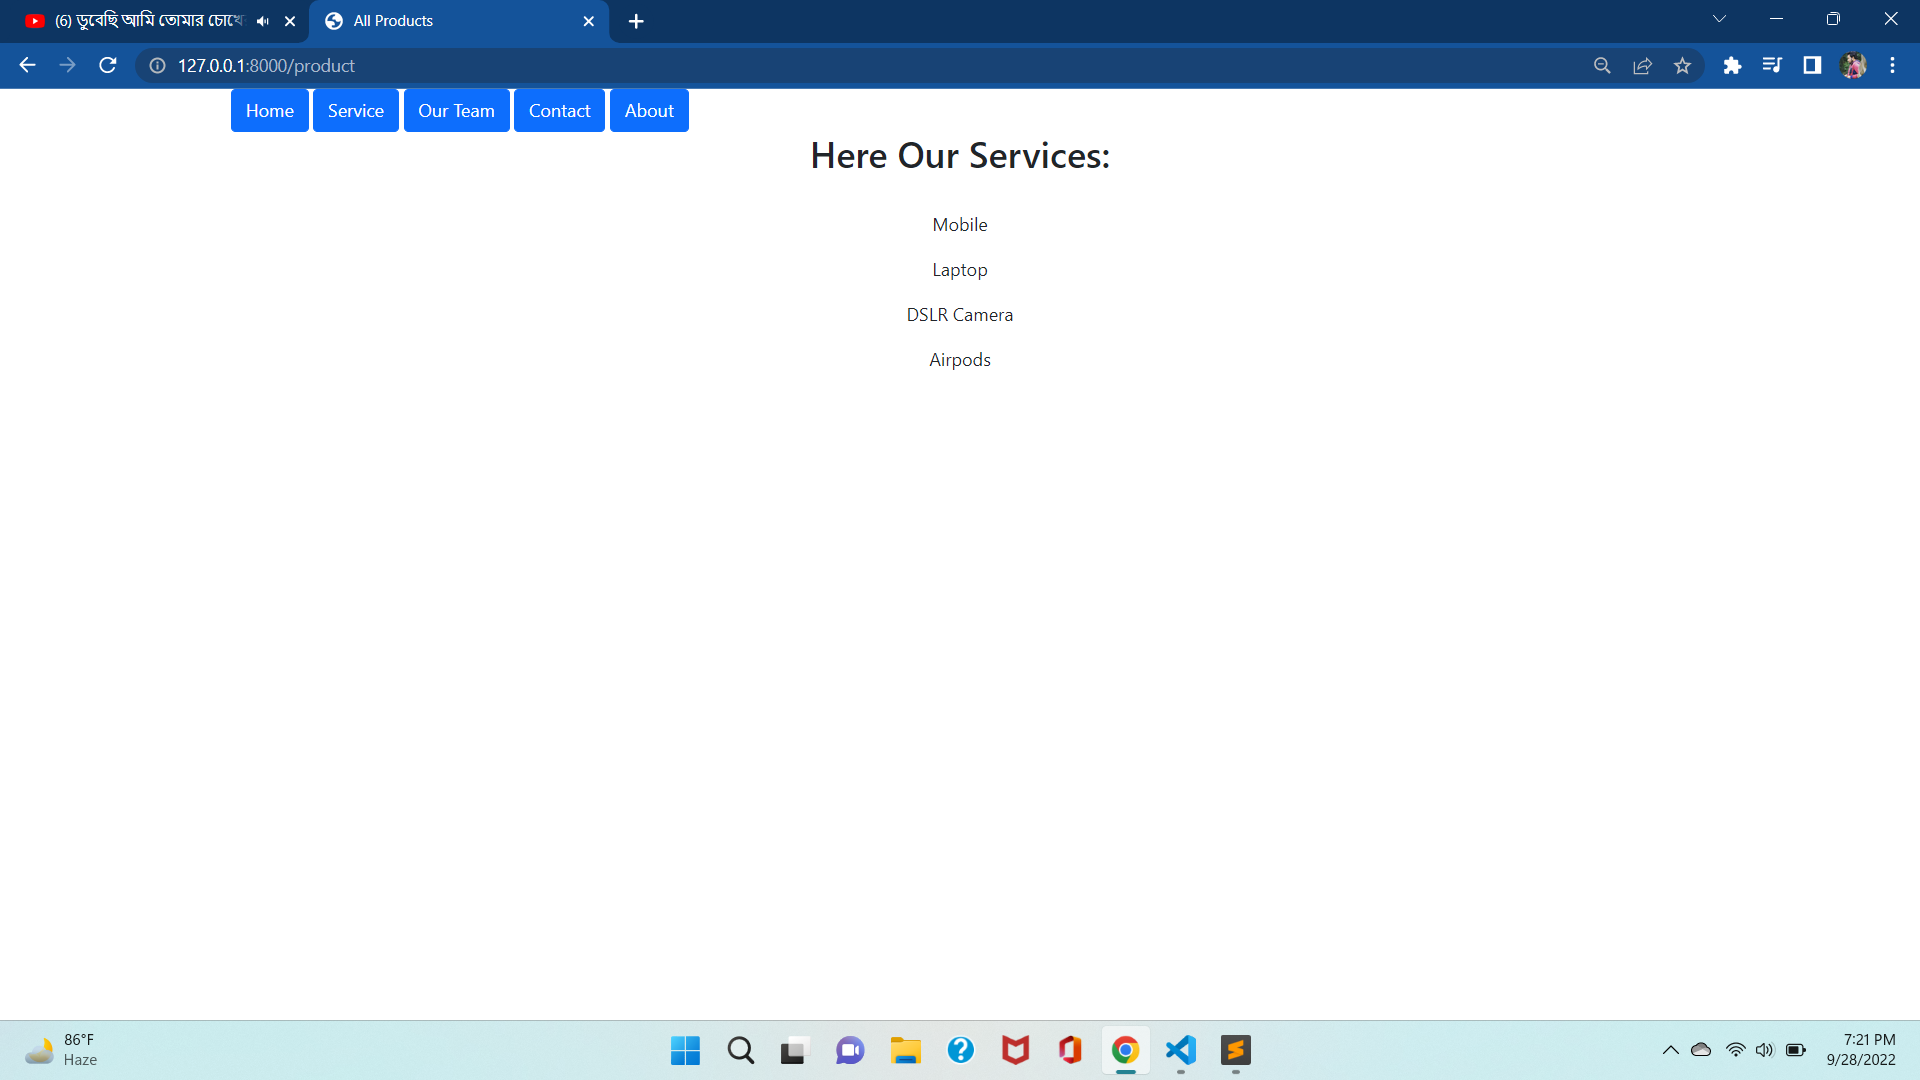 (6) ডুবেছি আমি তোমার চোখে
All Products
127.0.0.1:8000/product
Home Service Our Team Contact About
Here Our Services:
Mobile
Laptop
DSLR Camera
Airpods
86°F
Haze
7:21 PM
9/28/2022